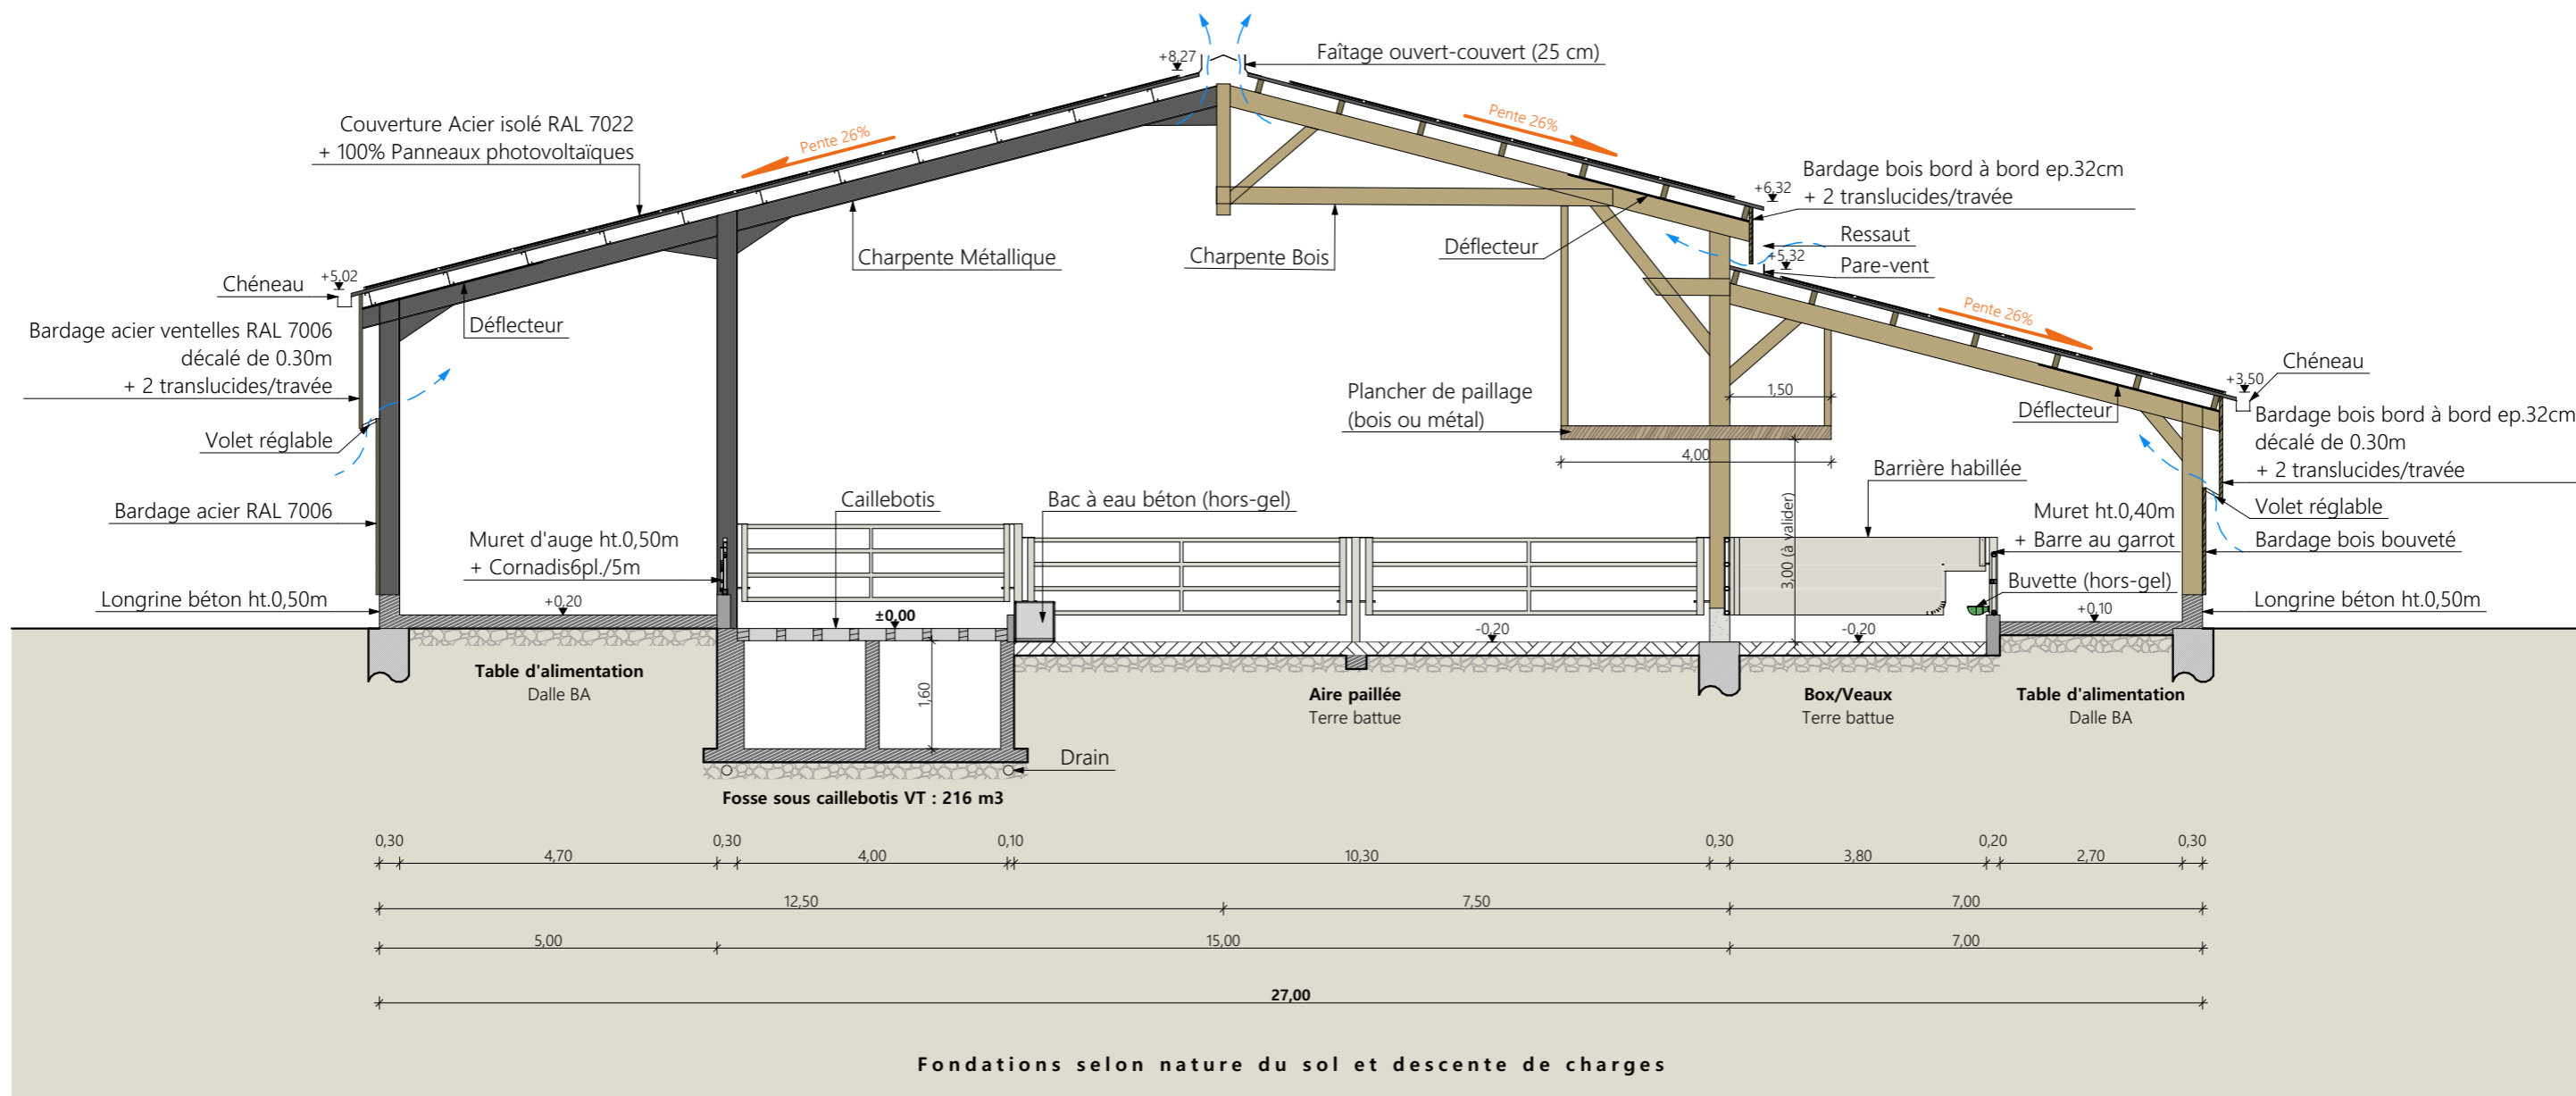 +8,27
Faîtage ouvert-couvert (25 cm)
Couverture Acier isolé RAL 7022
+ 100% Panneaux photovoltaïques
Pente 26%
Pente 26%
Bardage bois bord à bord ep.32cm
+ 2 translucides/travée
+6,32
Ressaut
+5,32
Pare-vent
Charpente Métallique
Charpente Bois
Déflecteur
Chéneau
+5,02
Déflecteur
Bardage acier ventelles RAL 7006
décalé de 0.30m
+ 2 translucides/travée
Pente 26%
Chéneau
+3,50
Plancher de paillage
(bois ou métal)
1,50
4,00
Déflecteur
Bardage bois bord à bord ep.32cm
décalé de 0.30m
+ 2 translucides/travée
Volet réglable
Barrière habillée
3,00 (à valider)
Caillebotis
Bac à eau béton (hors-gel)
Bardage acier RAL 7006
Muret d'auge ht.0,50m
+ Cornadis6pl./5m
Muret ht.0,40m
+ Barre au garrot
Volet réglable
Bardage bois bouveté
Buvette (hors-gel)
Longrine béton ht.0,50m
+0,20
±0,00
-0,20
-0,20
+0,10
Longrine béton ht.0,50m
Table d'alimentation
Dalle BA
1,60
Aire paillée
Terre battue
Box/Veaux
Terre battue
Table d'alimentation
Dalle BA
Drain
Fosse sous caillebotis VT : 216 m3
0,30
4,70
0,30
4,00
0,10
10,30
0,30
3,80
0,20
2,70
0,30
12,50
7,50
7,00
5,00
15,00
7,00
27,00
Fondations selon nature du sol et descente de charges